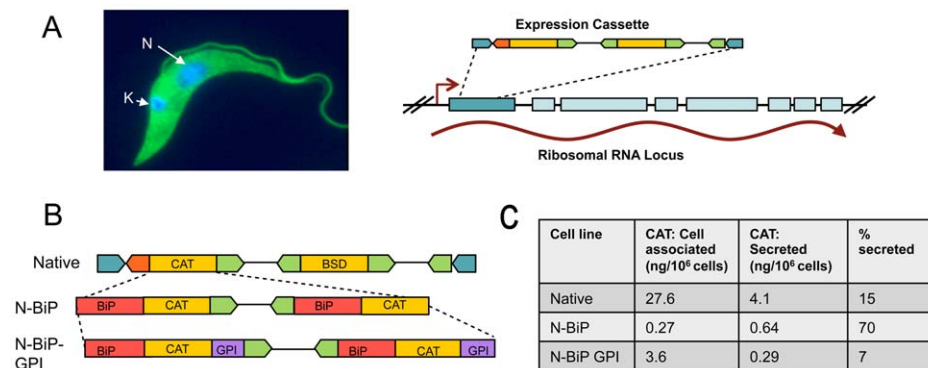 A
N
K
Expression Cassette
Ribosomal RNA Locus
B
Native
CAT
BSD
N-BiP
BiP
CAT
BiP
CAT
N-BiP-
GPI
BiP
CAT
GPI
BiP
CAT
GPI
C
Cell line
CAT: Cell
associated
(ng/10⁶ cells)
CAT:
Secreted
(ng/10⁶ cells)
%
secreted
Native
27.6
4.1
15
N-BiP
0.27
0.64
70
N-BiP GPI
3.6
0.29
7